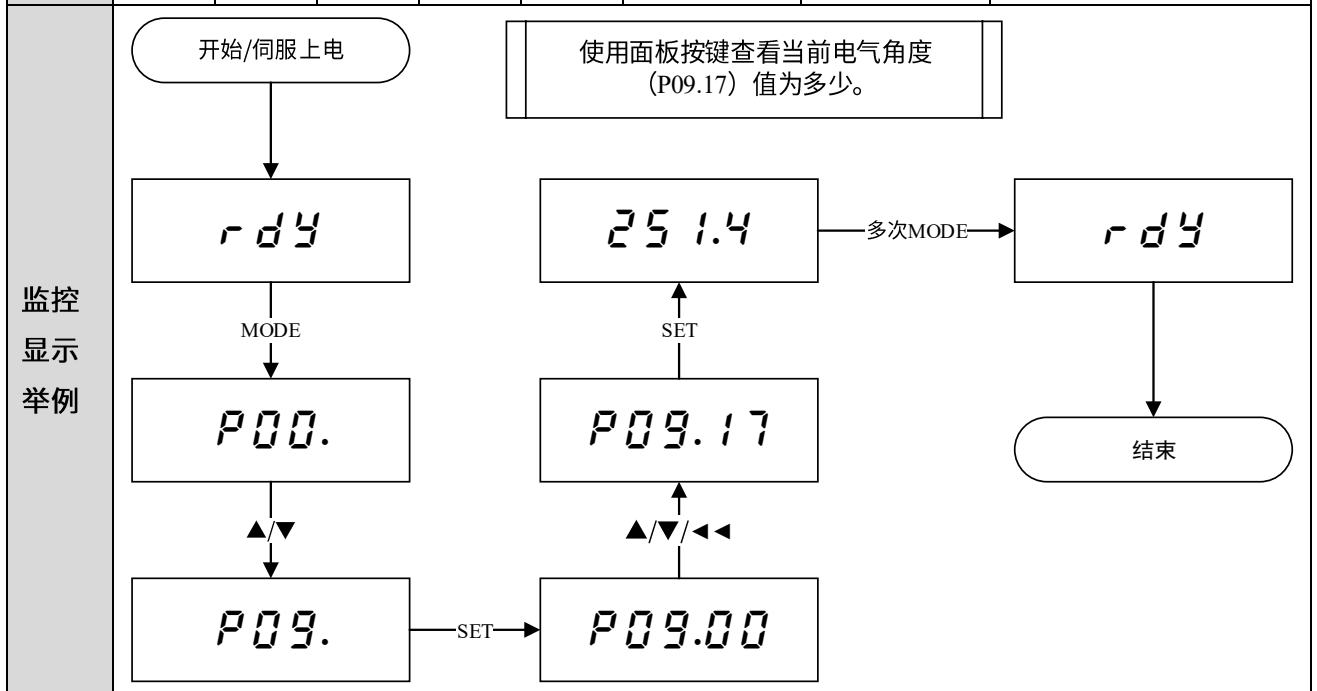 监控
显示
举例
开始/伺服上电
使用面板按键查看当前电气角度
（P09.17）值为多少。
rdy
MODE
P00.
▲/▼
P09.
SET
P09.00
▲/▼/◄◄
P09.17
SET
251.4
多次MODE
rdy
结束